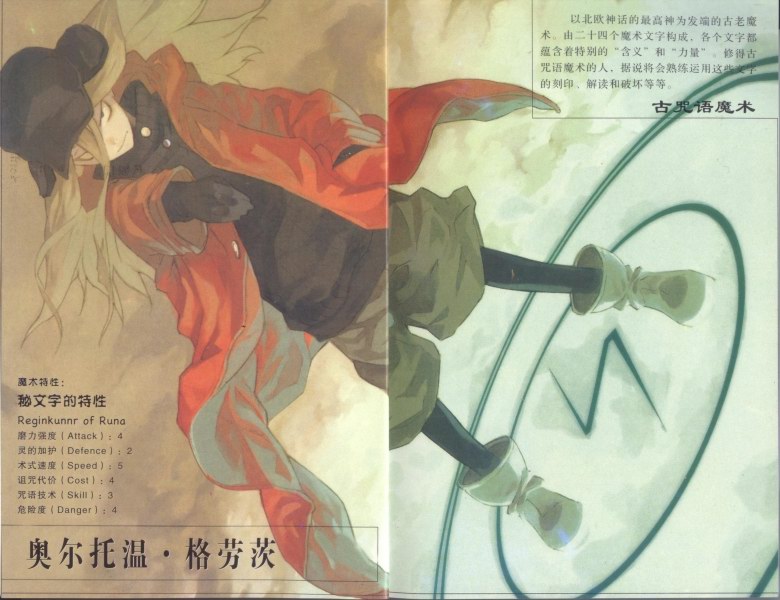 以北欧神话的最高神为发端的古老魔
术。由二十四个魔术文字构成，各个文字都
蕴含着特别的“含义”和“力量”。修得古
咒语魔术的人，据说将会熟练运用这些文字
的刻印、解读和破坏等等。
古咒语魔术
魔术特性：
秘文字的特性
Reginkunnr of Runa
磨力强度（Attack）：4
灵的加护（Defence）：2
术式速度（Speed）：5
诅咒代价（Cost）：4
咒语技术（Skill）：3
危险度（Danger）：4
奥尔托温·格劳茨